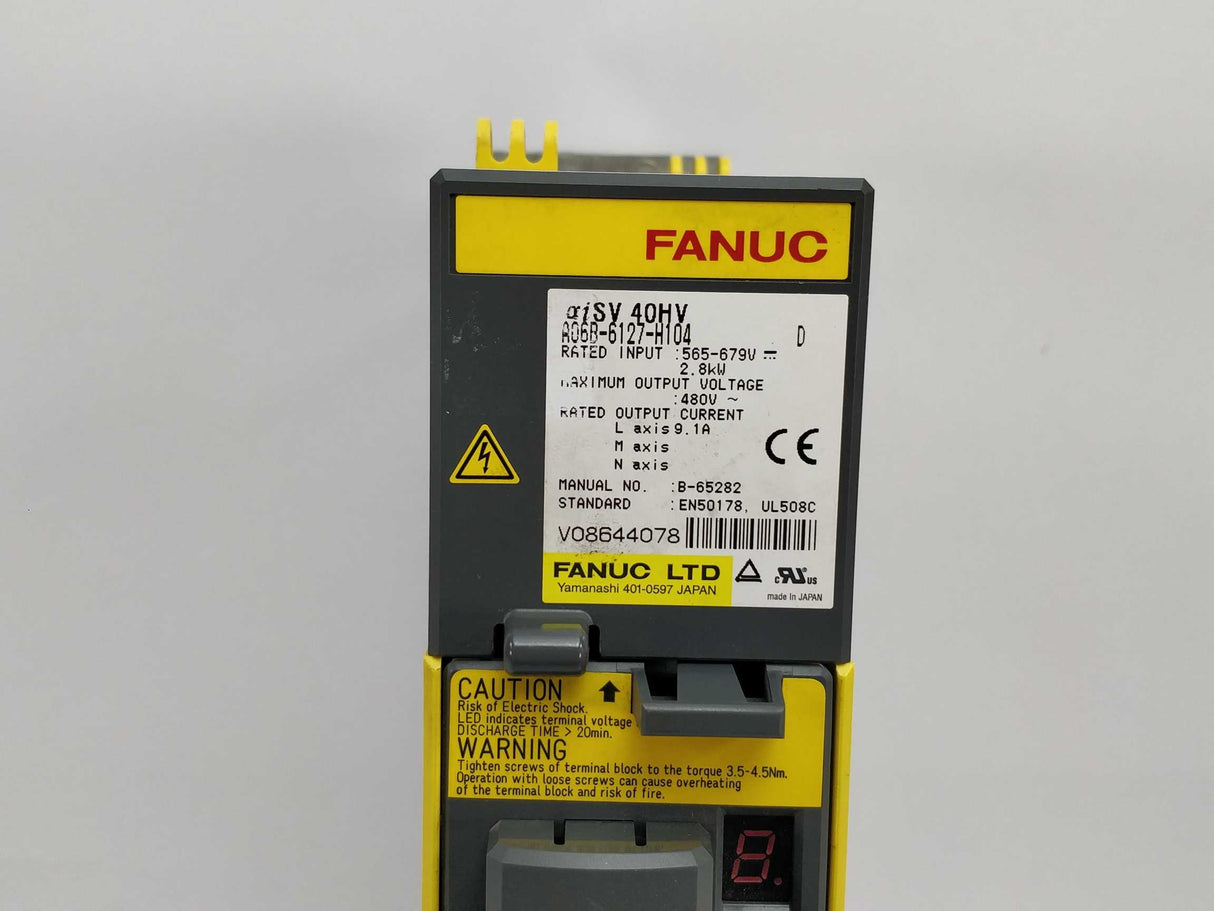 FANUC
αiSV 40HV
A06B-6127-H104 D
RATED INPUT :565-679V
2.8kW
MAXIMUM OUTPUT VOLTAGE
:480V ~
RATED OUTPUT CURRENT
L axis 9.1A
M axis
N axis
CE
MANUAL NO. :B-65282
STANDARD :EN50178, UL508C
V08644078
FANUC LTD
Yamanashi 401-0597 JAPAN
c RU us
made in JAPAN
CAUTION
Risk of Electric Shock.
LED indicates terminal voltage
DISCHARGE TIME > 20min.
WARNING
Tighten screws of terminal block to the torque 3.5-4.5Nm.
Operation with loose screws can cause overheating
of the terminal block and risk of fire.
8.